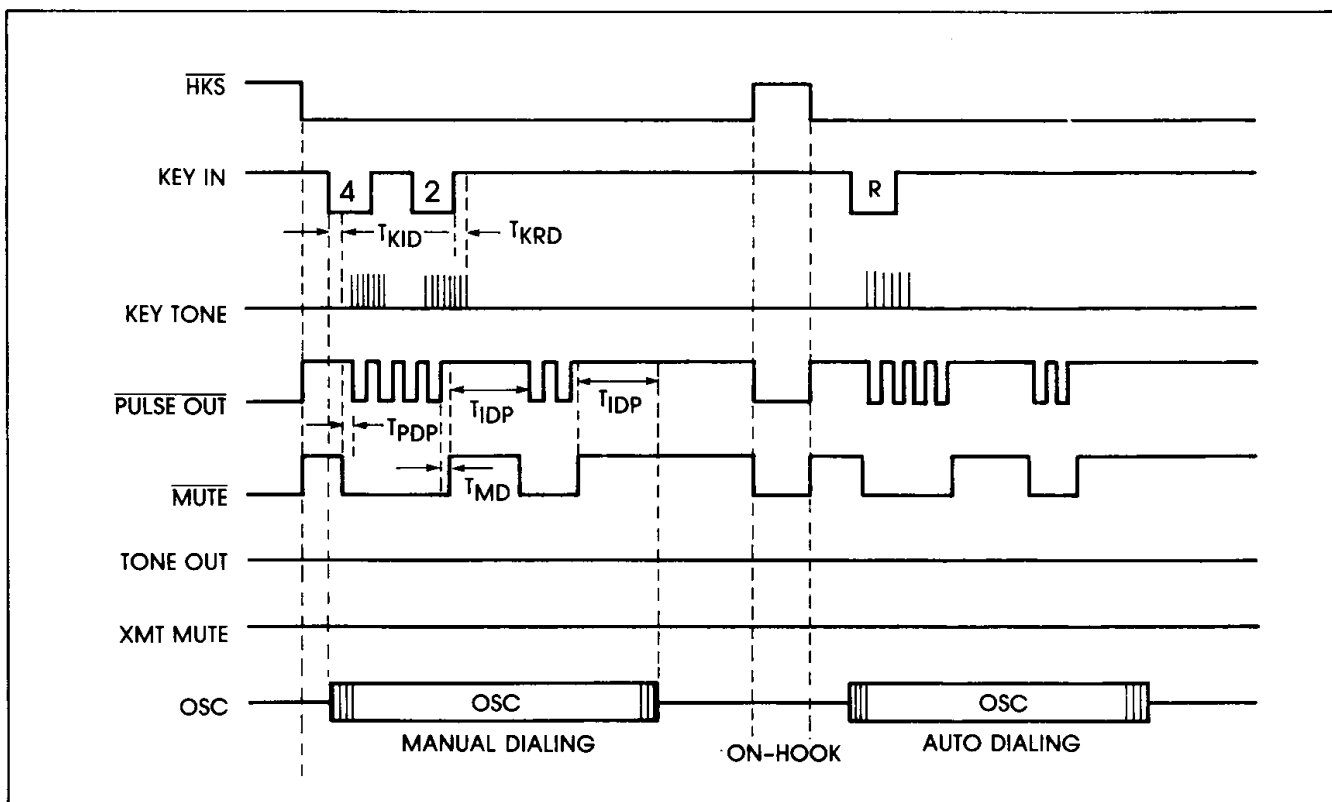 HKS
KEY IN
4
2
R
TKID
TKRD
KEY TONE
PULSE OUT
TPDP
TIDP
TIDP
MUTE
TMD
TONE OUT
XMT MUTE
OSC
OSC
OSC
MANUAL DIALING
ON-HOOK
AUTO DIALING